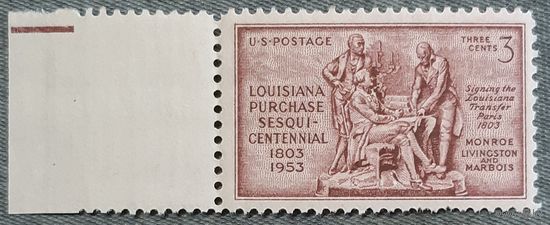 U·S·POSTAGE
THREE CENTS 3
LOUISIANA
PURCHASE
SESQUI-
CENTENNIAL
1803
1953
Signing the
Louisiana
Transfer
Paris
1803
MONROE
LIVINGSTON
AND
MARBOIS